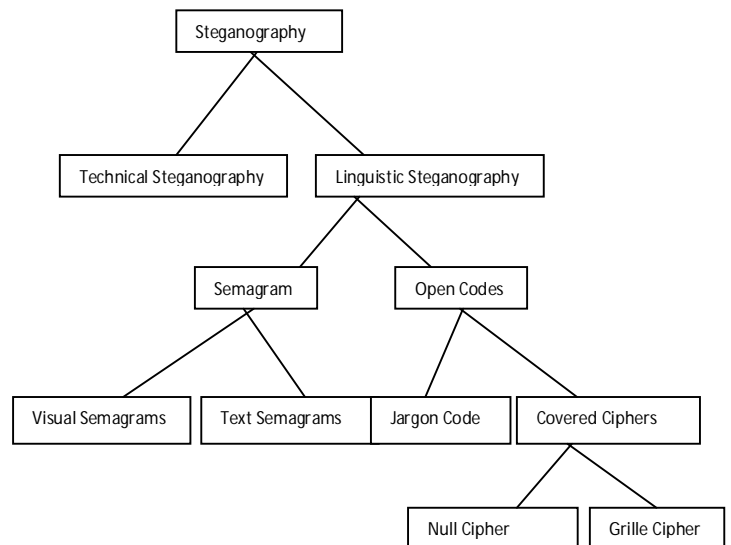 Steganography
Technical Steganography
Linguistic Steganography
Semagram
Open Codes
Visual Semagrams
Text Semagrams
Jargon Code
Covered Ciphers
Null Cipher
Grille Cipher